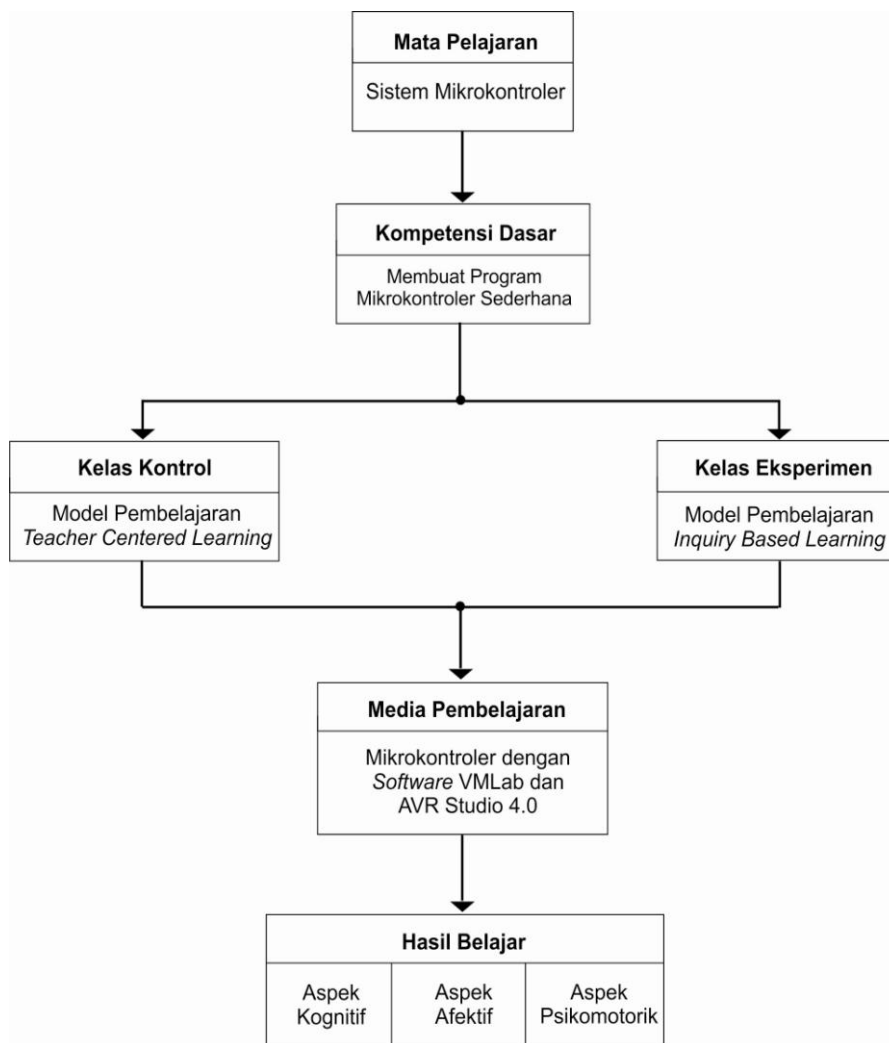 Mata Pelajaran
Sistem Mikrokontroler
Kompetensi Dasar
Membuat Program
Mikrokontroler Sederhana
Kelas Kontrol
Model Pembelajaran
Teacher Centered Learning
Kelas Eksperimen
Model Pembelajaran
Inquiry Based Learning
Media Pembelajaran
Mikrokontroler dengan
Software VMLab dan
AVR Studio 4.0
Hasil Belajar
Aspek
Kognitif
Aspek
Afektif
Aspek
Psikomotorik